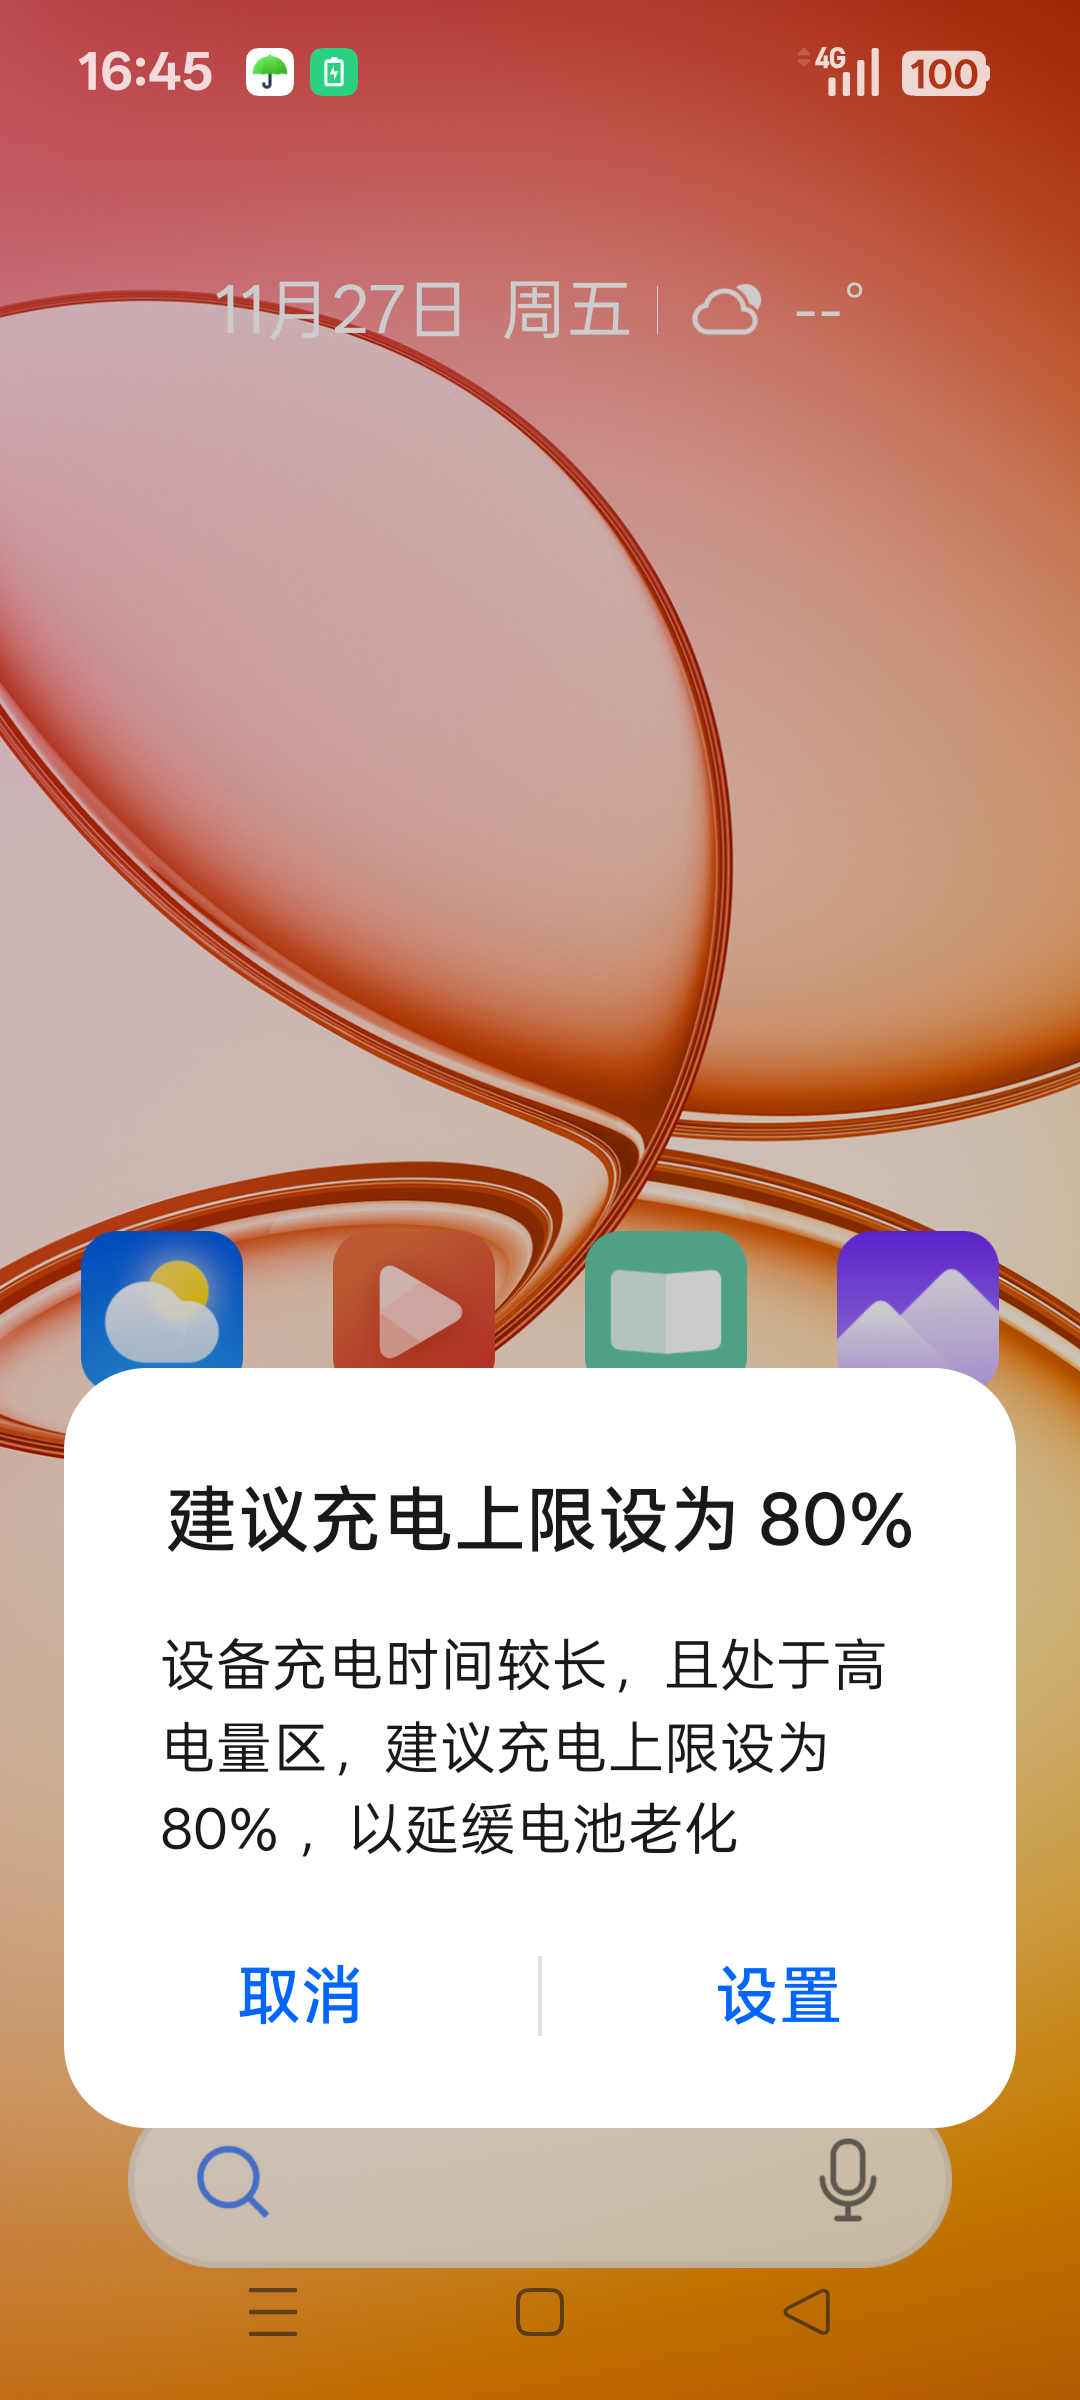 16:45
4G
100
11月27日 周五
--°
建议充电上限设为 80%
设备充电时间较长，且处于高
电量区，建议充电上限设为
80% ，以延缓电池老化
取消
设置